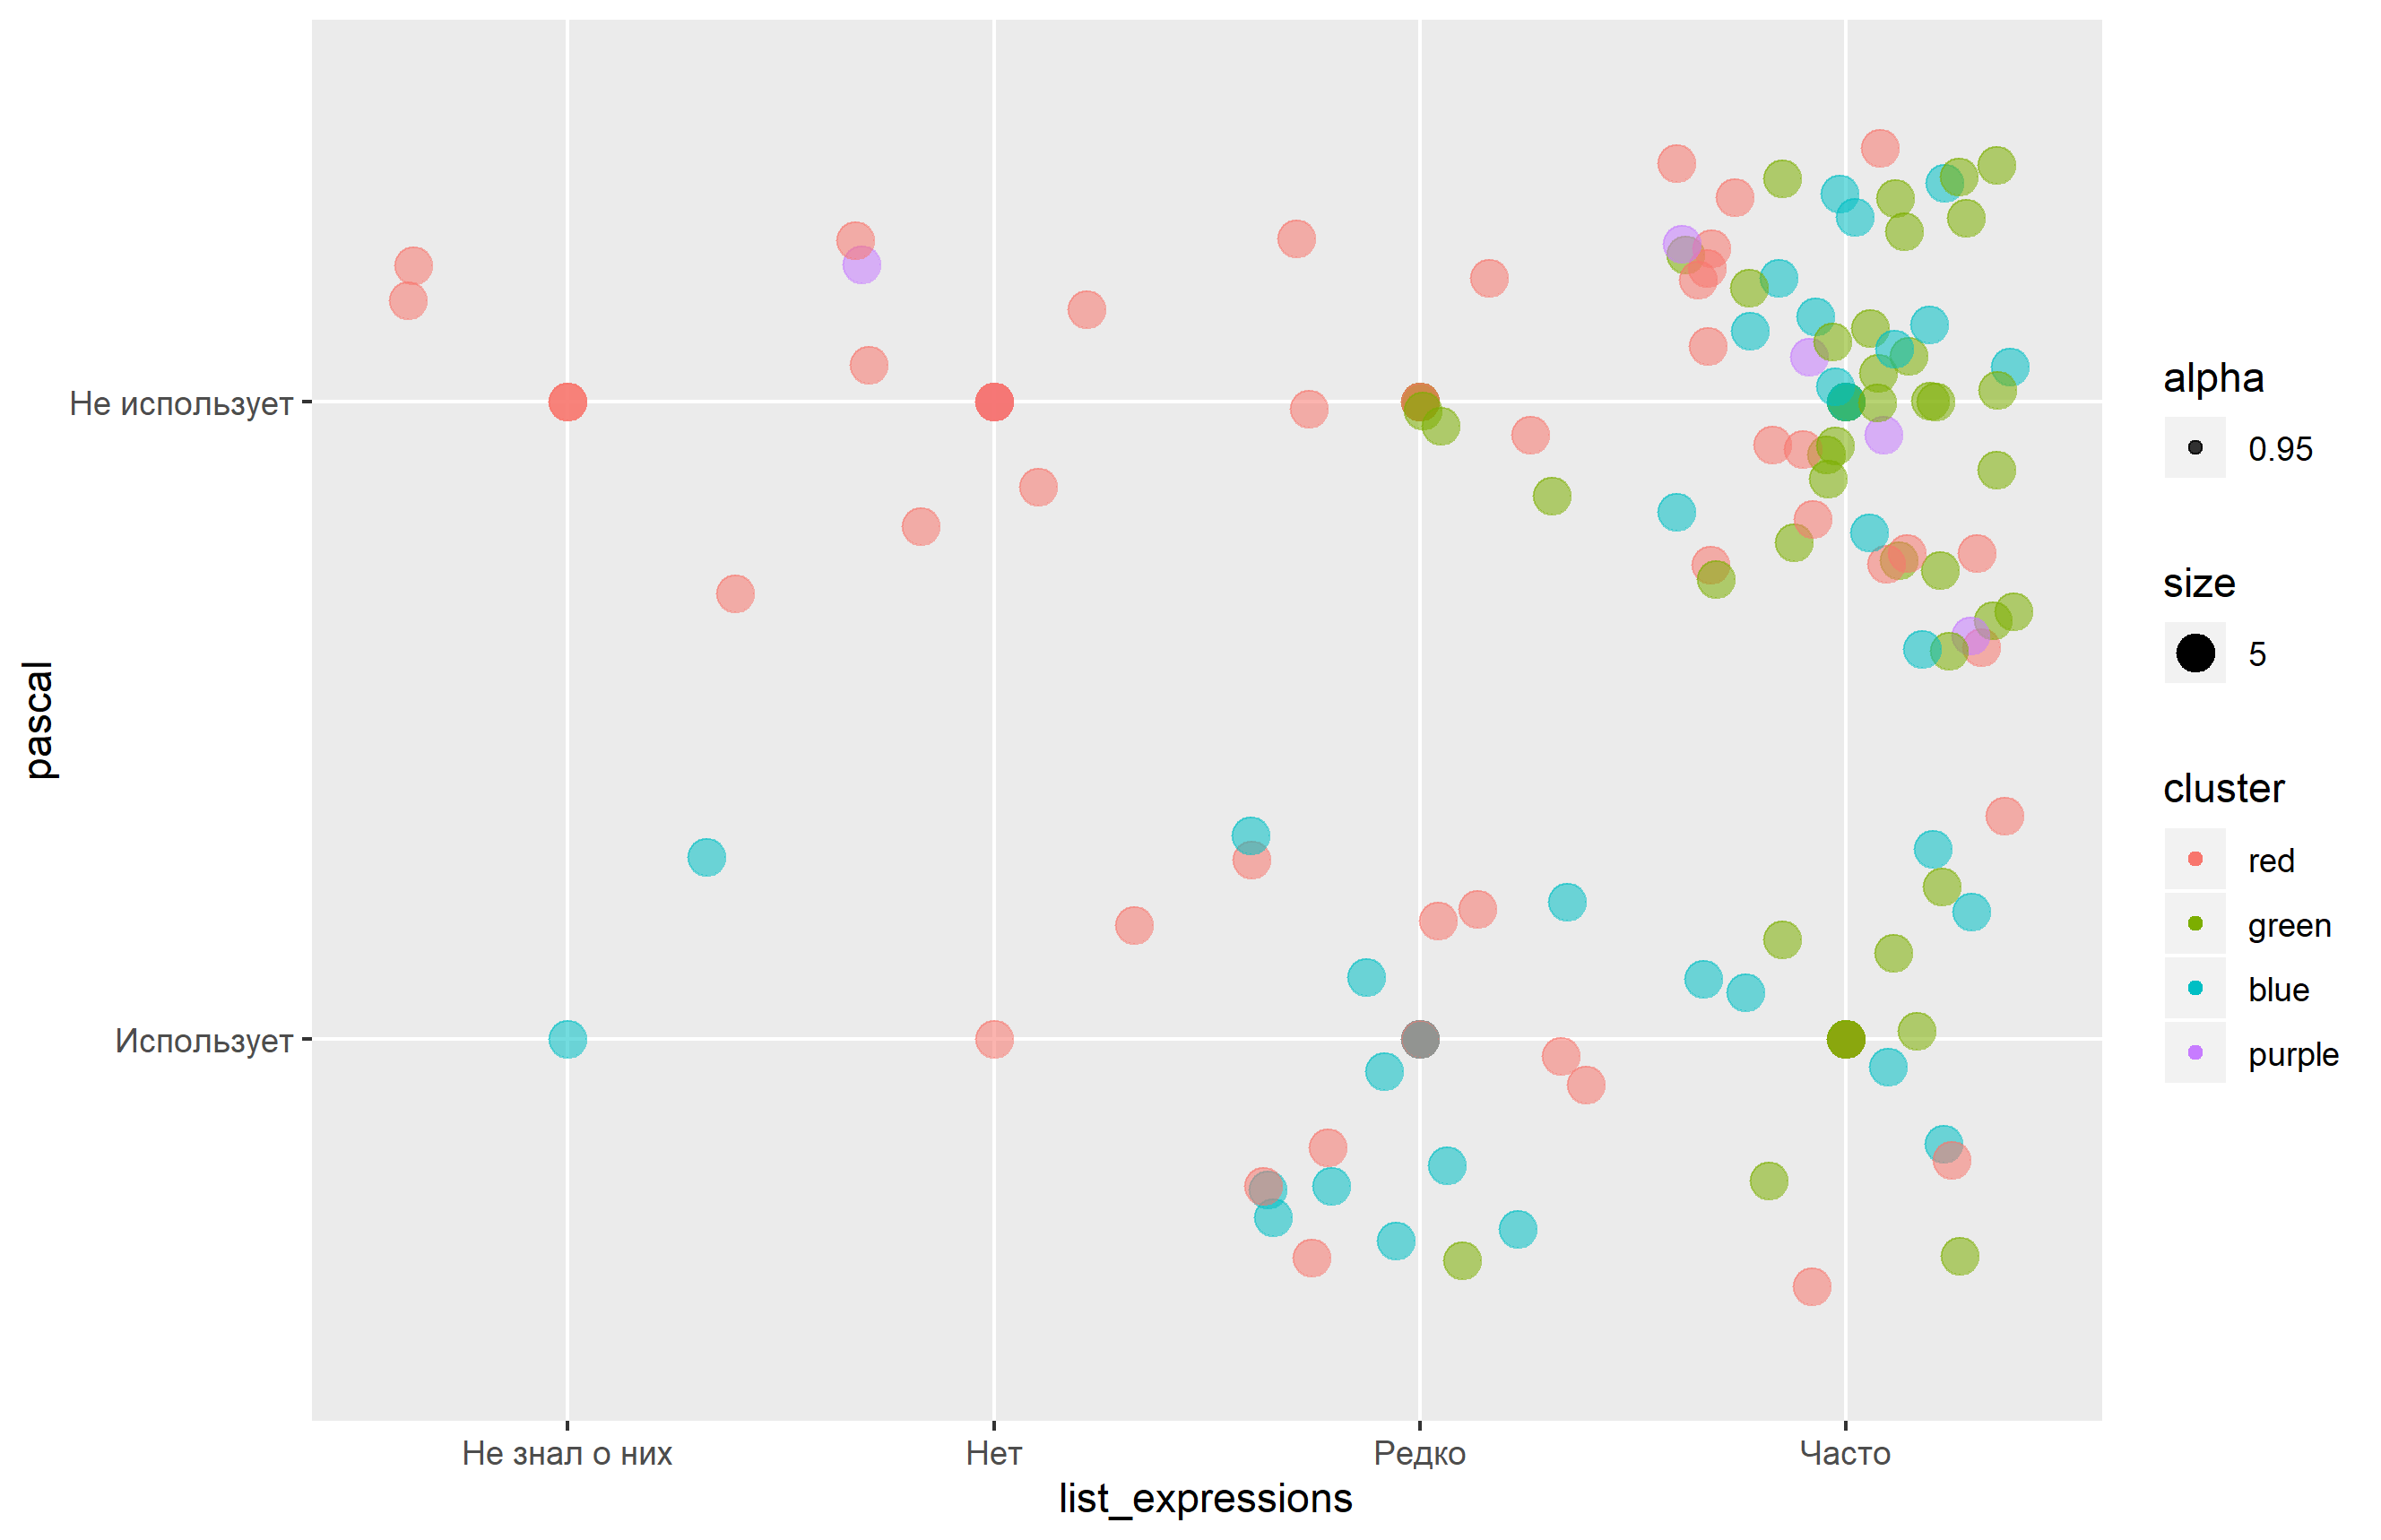 pascal
Не использует
Использует
Не знал о них
Нет
Редко
Часто
list_expressions
alpha
0.95
size
5
cluster
red
green
blue
purple